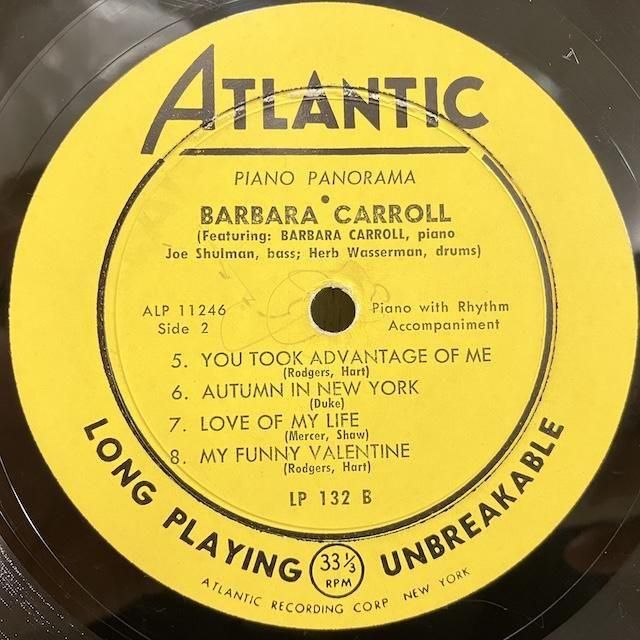 ATLANTIC
PIANO PANORAMA
BARBARA CARROLL
(Featuring: BARBARA CARROLL, piano
Joe Shulman, bass; Herb Wasserman, drums)
ALP 11246
Side 2
Piano with Rhythm
Accompaniment
5. YOU TOOK ADVANTAGE OF ME
(Rodgers, Hart)
6. AUTUMN IN NEW YORK
(Duke)
7. LOVE OF MY LIFE
(Mercer, Shaw)
8. MY FUNNY VALENTINE
(Rodgers, Hart)
LP 132 B
LONG PLAYING 33 1/3 RPM UNBREAKABLE
ATLANTIC RECORDING CORP NEW YORK